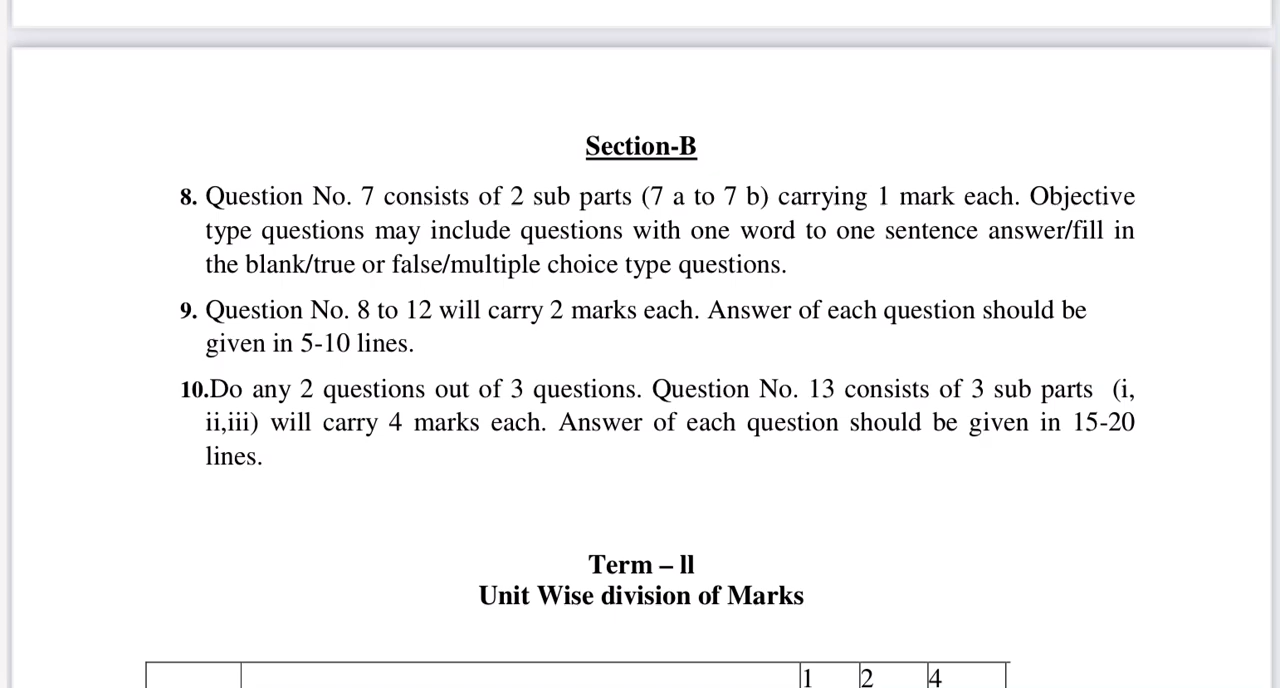 Section-B
8. Question No. 7 consists of 2 sub parts (7 a to 7 b) carrying 1 mark each. Objective
type questions may include questions with one word to one sentence answer/fill in
the blank/true or false/multiple choice type questions.
9. Question No. 8 to 12 will carry 2 marks each. Answer of each question should be
given in 5-10 lines.
10.Do any 2 questions out of 3 questions. Question No. 13 consists of 3 sub parts (i,
ii,iii) will carry 4 marks each. Answer of each question should be given in 15-20
lines.
Term – ll
Unit Wise division of Marks
1 2 4